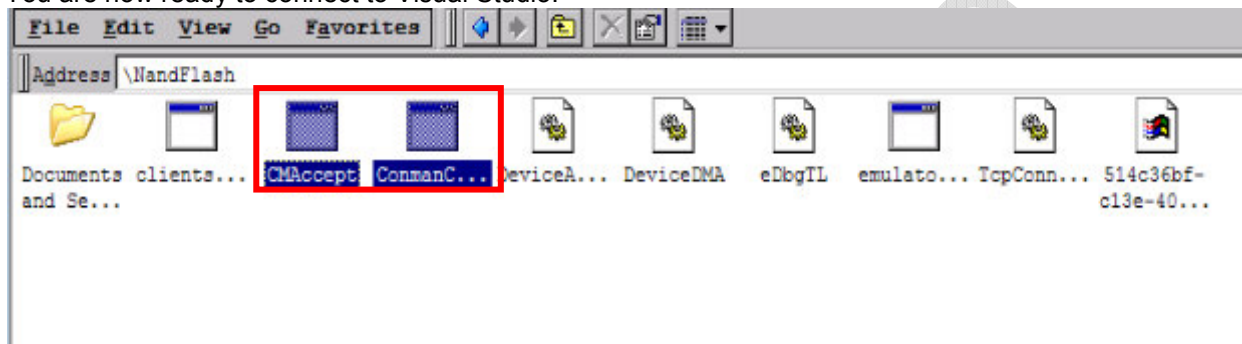 You are now ready to connect to Visual Studio.
File Edit View Go Favorites
Address \NandFlash
Documents and Se...
clients...
CMAccept
ConmanC...
DeviceA...
DeviceDMA
eDbgTL
emulato...
TcpConn...
514c36bf-c13e-40...